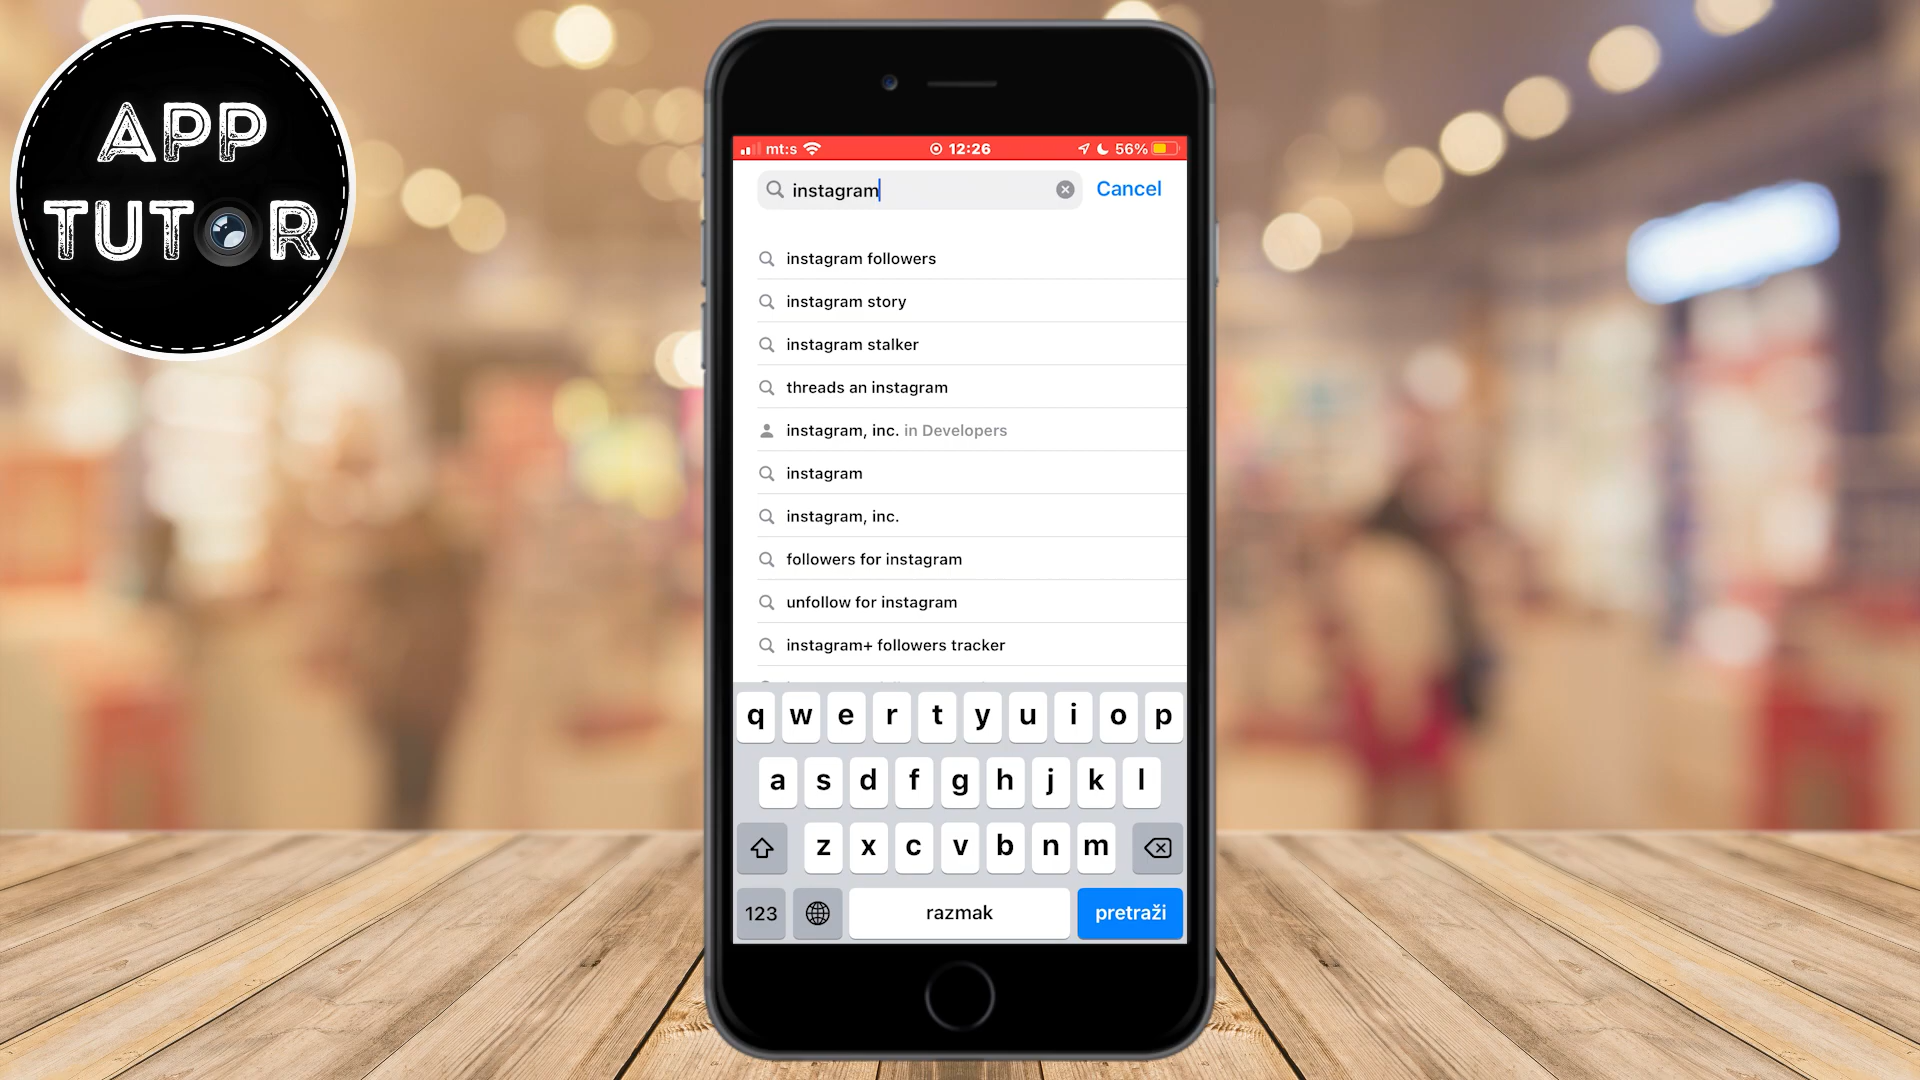 APP
TUTOR
mt:s 12:26 56%
instagram Cancel
instagram followers
instagram story
instagram stalker
threads an instagram
instagram, inc. in Developers
instagram
instagram, inc.
followers for instagram
unfollow for instagram
instagram+ followers tracker
q w e r t y u i o p
a s d f g h j k l
z x c v b n m
123 razmak pretraži